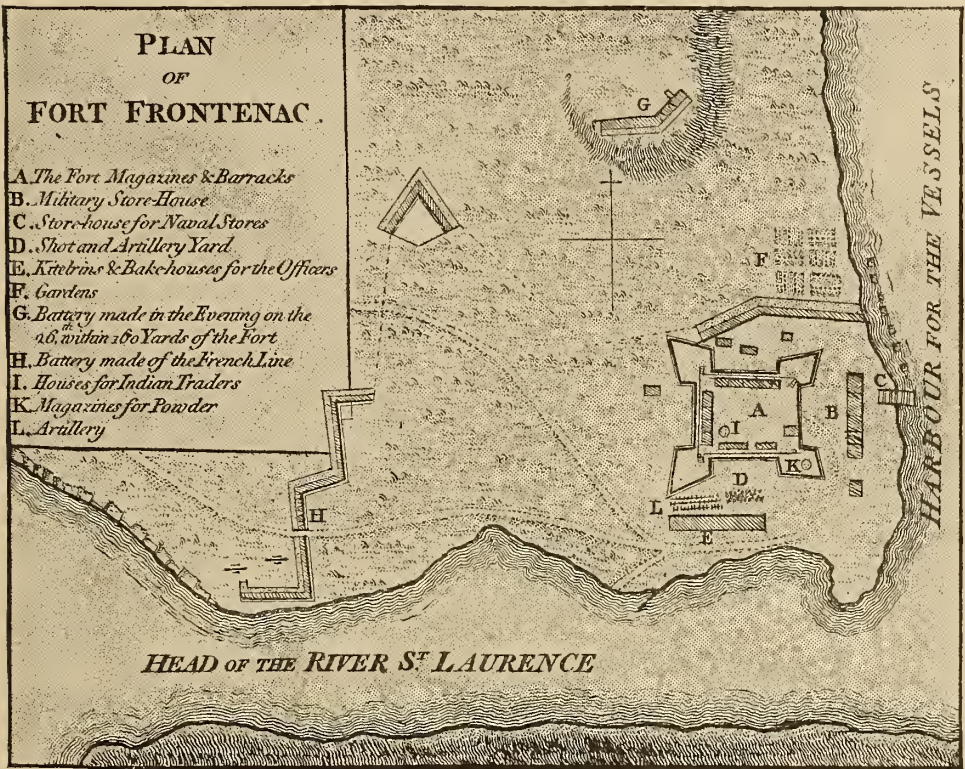 PLAN
OF
FORT FRONTENAC.
A. The Fort Magazines & Barracks
B. Military Store-House
C. Store-house for Naval Stores
D. Shot and Artillery Yard
E. Kitchins & Bake-houses for the Officers
F. Gardens
G. Battery made in the Evening on the
26.th within 160 Yards of the Fort
H. Battery made of the French Line
I. Houses for Indian Traders
K. Magazines for Powder
L. Artillery
G
F
A
B
C
I
K
D
L
E
H
HARBOUR FOR THE VESSELS
HEAD OF THE RIVER ST. LAURENCE